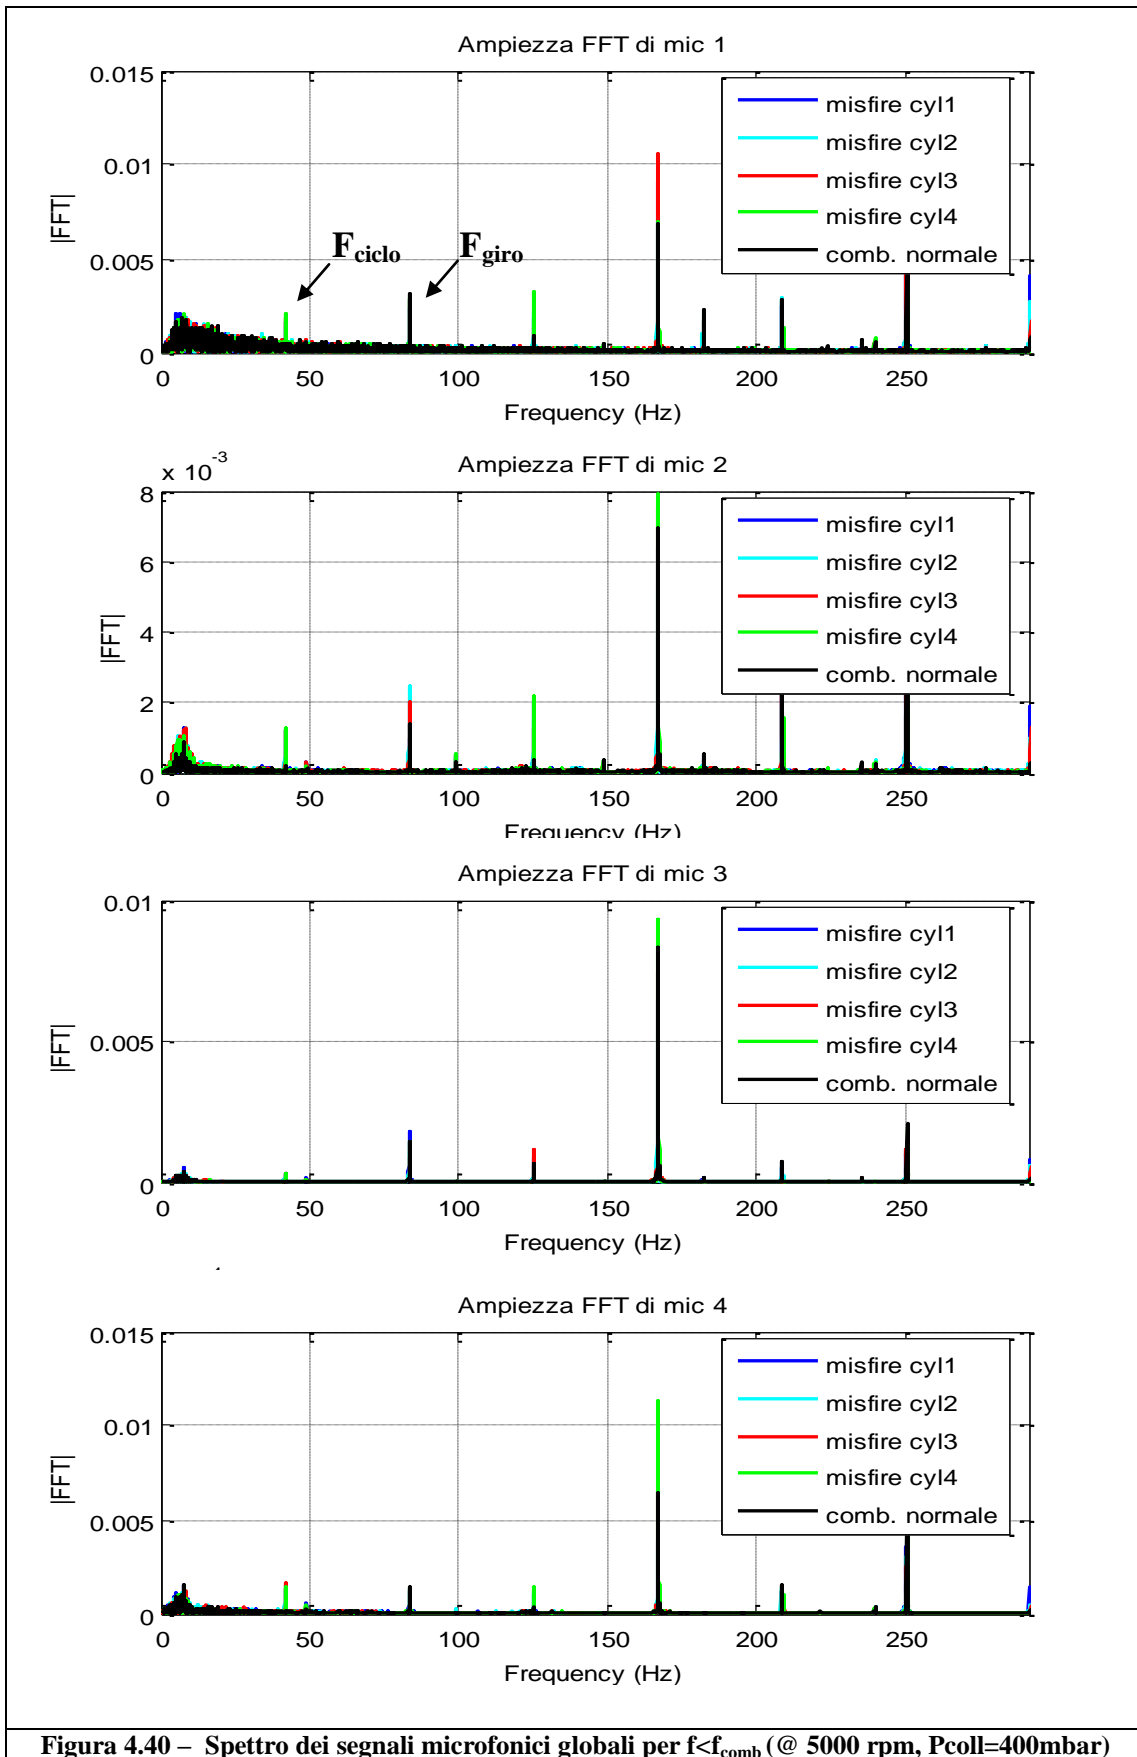 Ampiezza FFT di mic 1
0.015
0.01
0.005
0
|FFT|
F_ciclo
F_giro
misfire cyl1
misfire cyl2
misfire cyl3
misfire cyl4
comb. normale
0 50 100 150 200 250
Frequency (Hz)
x 10^-3
Ampiezza FFT di mic 2
8
6
4
2
0
|FFT|
misfire cyl1
misfire cyl2
misfire cyl3
misfire cyl4
comb. normale
0 50 100 150 200 250
Frequency (Hz)
Ampiezza FFT di mic 3
0.01
0.005
0
|FFT|
misfire cyl1
misfire cyl2
misfire cyl3
misfire cyl4
comb. normale
0 50 100 150 200 250
Frequency (Hz)
Ampiezza FFT di mic 4
0.015
0.01
0.005
0
|FFT|
misfire cyl1
misfire cyl2
misfire cyl3
misfire cyl4
comb. normale
0 50 100 150 200 250
Frequency (Hz)
Figura 4.40 – Spettro dei segnali microfonici globali per f<f_comb (@ 5000 rpm, Pcoll=400mbar)